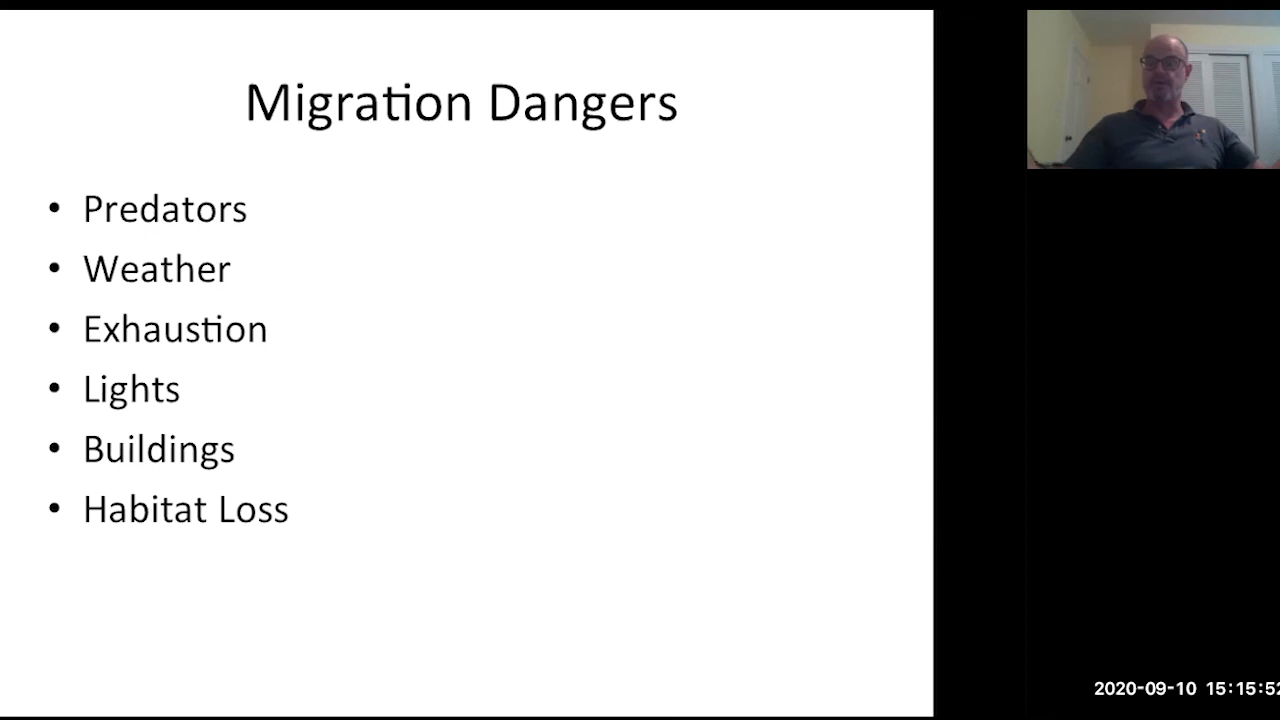 Migration Dangers
• Predators
• Weather
• Exhaustion
• Lights
• Buildings
• Habitat Loss
2020-09-10 15:15:52